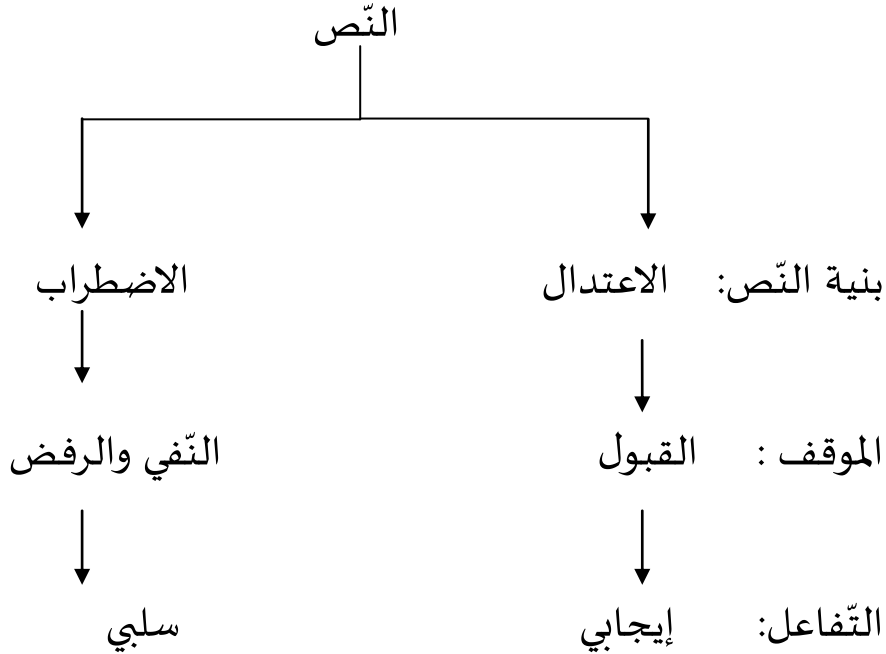 النّص
بنية النّص: الاعتدال الاضطراب
الموقف : القبول النّفي والرفض
التّفاعل: إيجابي سلبي